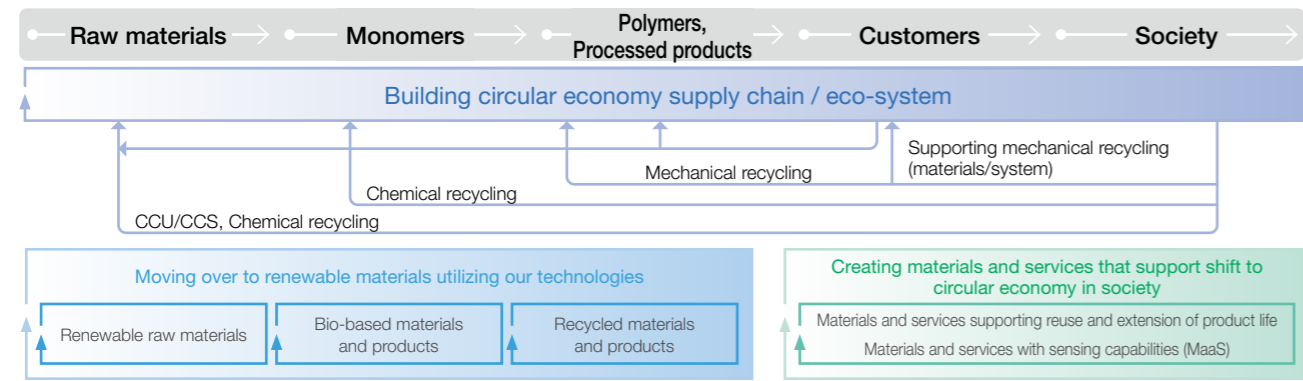 Raw materials
Monomers
Polymers,
Processed products
Customers
Society
Building circular economy supply chain / eco-system
Supporting mechanical recycling
(materials/system)
Mechanical recycling
Chemical recycling
CCU/CCS, Chemical recycling
Moving over to renewable materials utilizing our technologies
Renewable raw materials
Bio-based materials
and products
Recycled materials
and products
Creating materials and services that support shift to
circular economy in society
Materials and services supporting reuse and extension of product life
Materials and services with sensing capabilities (MaaS)